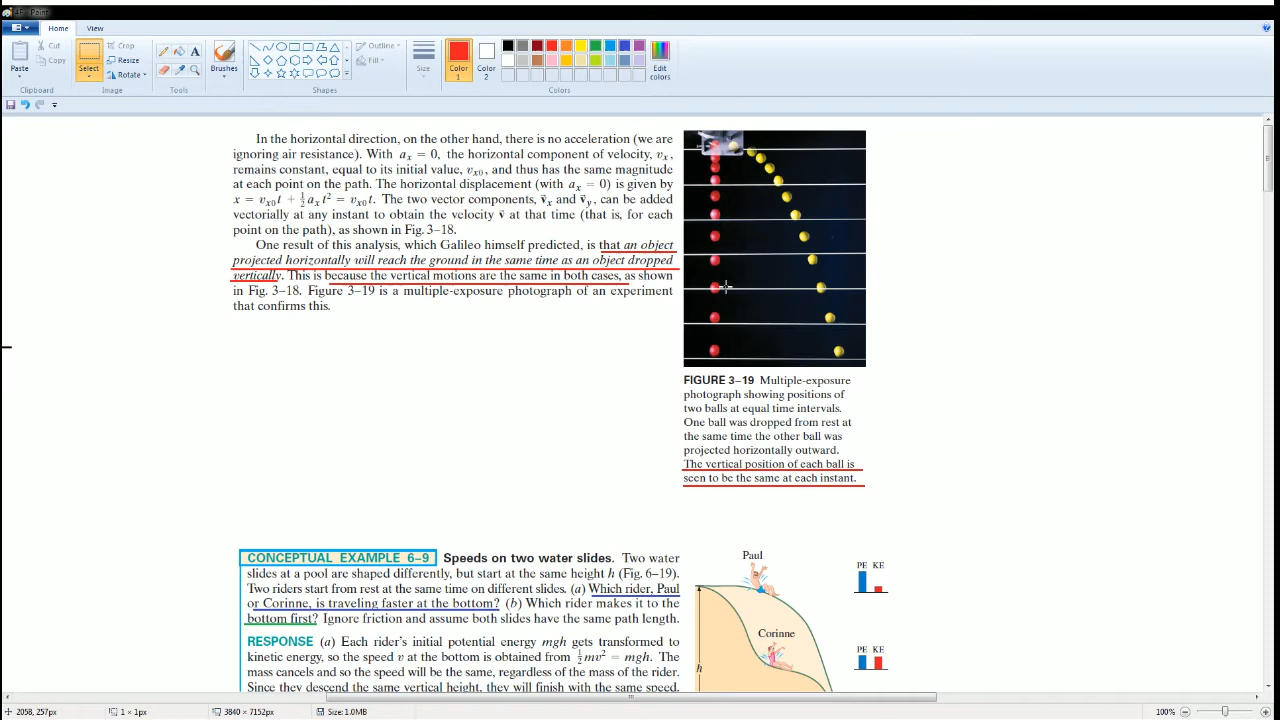 4F - Paint
Home
View
Paste
Cut
Copy
Clipboard
Select
Crop
Resize
Rotate
Image
A
Tools
Brushes
Outline
Fill
Shapes
Size
Color
1
Color
2
Edit
colors
Colors
In the horizontal direction, on the other hand, there is no acceleration (we are
ignoring air resistance). With aₓ = 0, the horizontal component of velocity, vₓ,
remains constant, equal to its initial value, vₓ₀, and thus has the same magnitude
at each point on the path. The horizontal displacement (with aₓ = 0) is given by
x = vₓ₀t + ½aₓt² = vₓ₀t. The two vector components, v⃗ₓ and v⃗ᵧ, can be added
vectorially at any instant to obtain the velocity v⃗ at that time (that is, for each
point on the path), as shown in Fig. 3–18.
One result of this analysis, which Galileo himself predicted, is that an object
projected horizontally will reach the ground in the same time as an object dropped
vertically. This is because the vertical motions are the same in both cases, as shown
in Fig. 3–18. Figure 3–19 is a multiple-exposure photograph of an experiment
that confirms this.
FIGURE 3–19 Multiple-exposure
photograph showing positions of
two balls at equal time intervals.
One ball was dropped from rest at
the same time the other ball was
projected horizontally outward.
The vertical position of each ball is
seen to be the same at each instant.
CONCEPTUAL EXAMPLE 6–9 Speeds on two water slides. Two water
slides at a pool are shaped differently, but start at the same height h (Fig. 6–19).
Two riders start from rest at the same time on different slides. (a) Which rider, Paul
or Corinne, is traveling faster at the bottom? (b) Which rider makes it to the
bottom first? Ignore friction and assume both slides have the same path length.
RESPONSE (a) Each rider's initial potential energy mgh gets transformed to
kinetic energy, so the speed v at the bottom is obtained from ½mv² = mgh. The
mass cancels and so the speed will be the same, regardless of the mass of the rider.
Since they descend the same vertical height, they will finish with the same speed.
Paul
PE KE
Corinne
PE KE
h
2058, 257px
1 × 1px
3840 × 7152px
Size: 1.0MB
100%